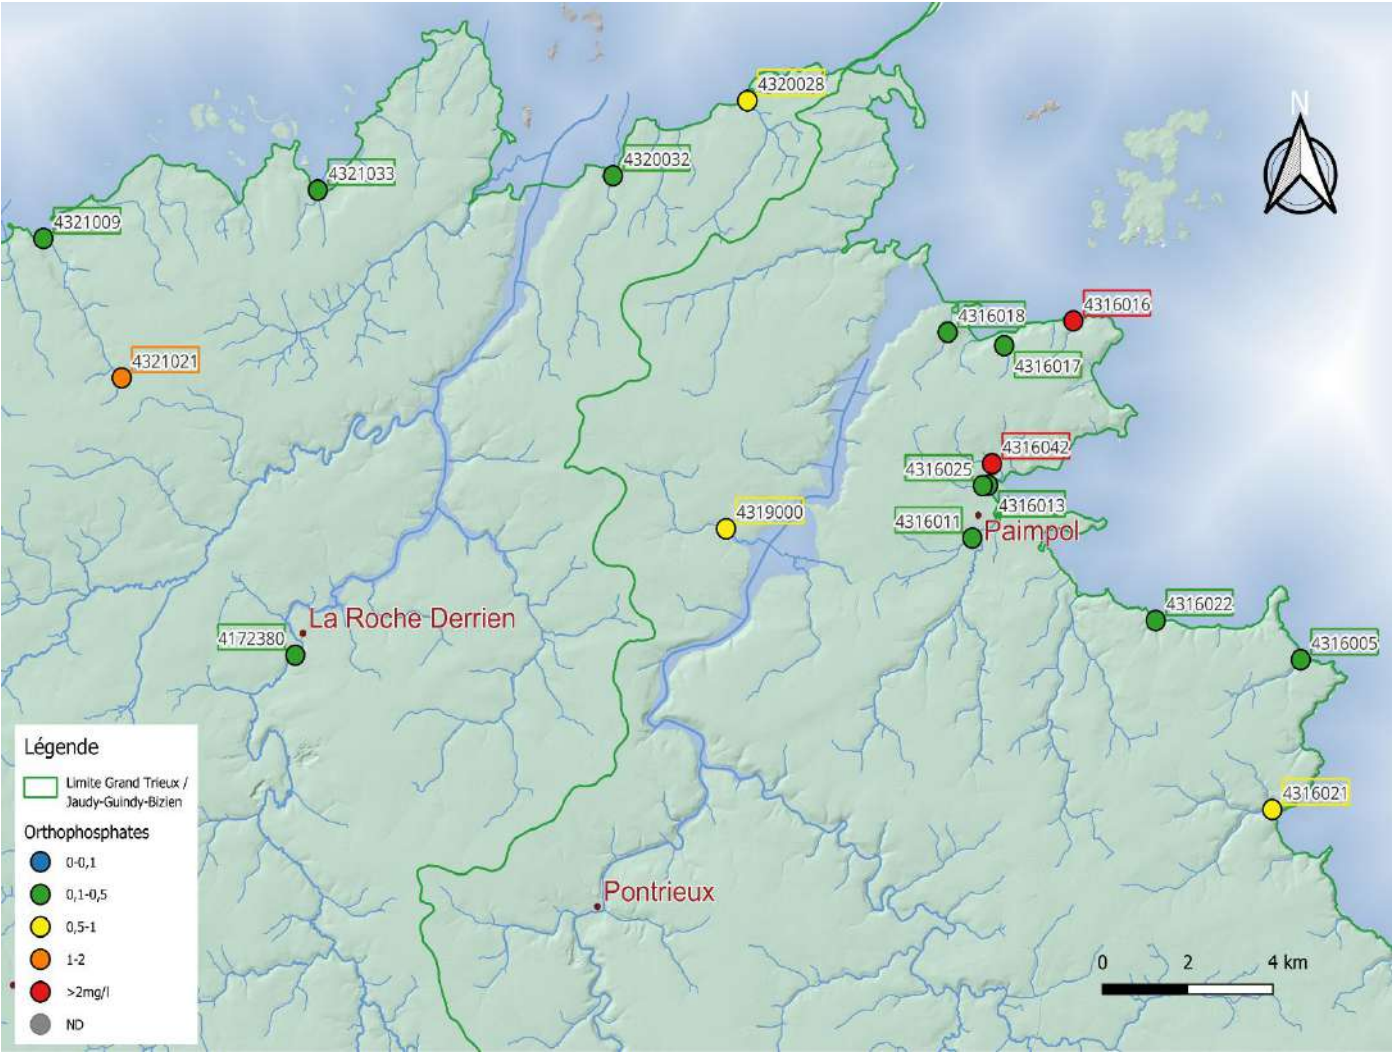 N
4320028
4320032
4321033
4321009
4316018
4316016
4316017
4321021
4316042
4316025
4316013
4319000
4316011
Paimpol
4316022
La Roche Derrien
4172380
4316005
4316021
Pontrieux
Légende
Limite Grand Trieux /
Jaudy-Guindy-Bizien
Orthophosphates
0-0,1
0,1-0,5
0,5-1
1-2
>2mg/l
ND
0 2 4 km